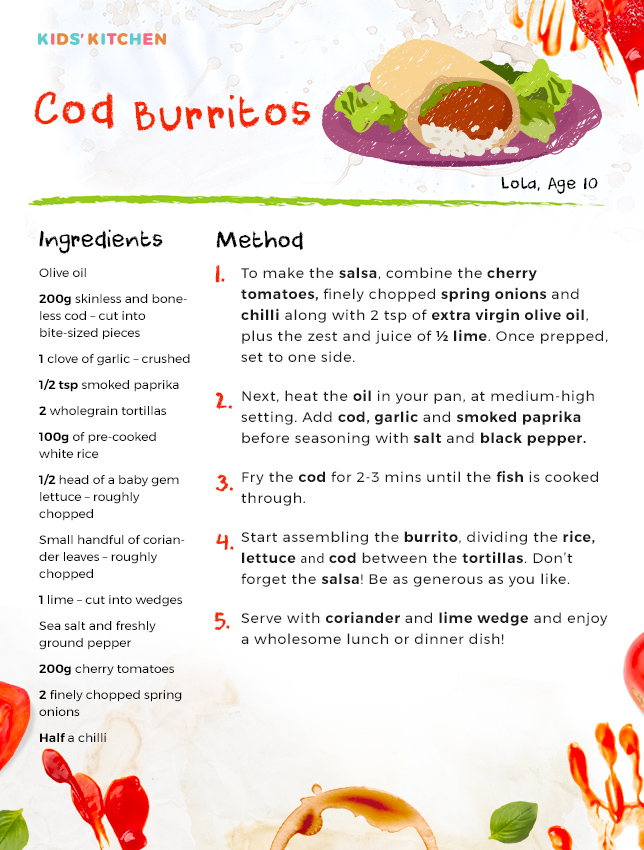 KIDS' KITCHEN
Cod Burritos
Lola, Age 10
Ingredients
Olive oil
200g skinless and bone-
less cod – cut into
bite-sized pieces
1 clove of garlic – crushed
1/2 tsp smoked paprika
2 wholegrain tortillas
100g of pre-cooked
white rice
1/2 head of a baby gem
lettuce – roughly
chopped
Small handful of corian-
der leaves – roughly
chopped
1 lime – cut into wedges
Sea salt and freshly
ground pepper
200g cherry tomatoes
2 finely chopped spring
onions
Half a chilli
Method
1. To make the salsa, combine the cherry
tomatoes, finely chopped spring onions and
chilli along with 2 tsp of extra virgin olive oil,
plus the zest and juice of ½ lime. Once prepped,
set to one side.
2. Next, heat the oil in your pan, at medium-high
setting. Add cod, garlic and smoked paprika
before seasoning with salt and black pepper.
3. Fry the cod for 2-3 mins until the fish is cooked
through.
4. Start assembling the burrito, dividing the rice,
lettuce and cod between the tortillas. Don't
forget the salsa! Be as generous as you like.
5. Serve with coriander and lime wedge and enjoy
a wholesome lunch or dinner dish!